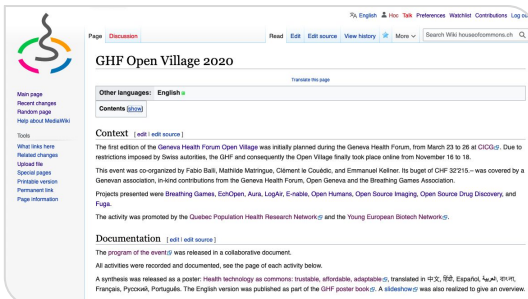 English Hoc Talk Preferences Watchlist Contributions Log ou
Page Discussion Read Edit Edit source View history More Search Wiki houseofcommons.ch
GHF Open Village 2020
Translate this page
Other languages: English
Contents [show]
Main page
Recent changes
Random page
Help about MediaWiki
Tools
What links here
Related changes
Upload file
Special pages
Printable version
Permanent link
Page information
Context [ edit | edit source ]
The first edition of the Geneva Health Forum Open Village was initially planned during the Geneva Health Forum, from March 23 to 26 at CICG. Due to
restrictions imposed by Swiss autorities, the GHF and consequently the Open Village finally took place online from November 16 to 18.
This event was co-organized by Fabio Balli, Mathilde Matringue, Clément le Couédic, and Emmanuel Kellner. Its buget of CHF 32'215.– was covered by a
Genevan association, in-kind contributions from the Geneva Health Forum, Open Geneva and the Breathing Games Association.
Projects presented were Breathing Games, EchOpen, Aura, LogAir, E-nable, Open Humans, Open Source Imaging, Open Source Drug Discovery, and
Fuga.
The activity was promoted by the Quebec Population Health Research Network and the Young European Biotech Network.
Documentation [ edit | edit source ]
The program of the event was released in a collaborative document.
All activities were recorded and documented, see the page of each activity below.
A synthesis was released as a poster: Health technology as commons: trustable, affordable, adaptable, translated in 中文, हिंदी, Español, العربية, বাংলা,
Français, Русский, Português. The English version was published as part of the GHF poster book. A slideshow was also realized to give an overview.